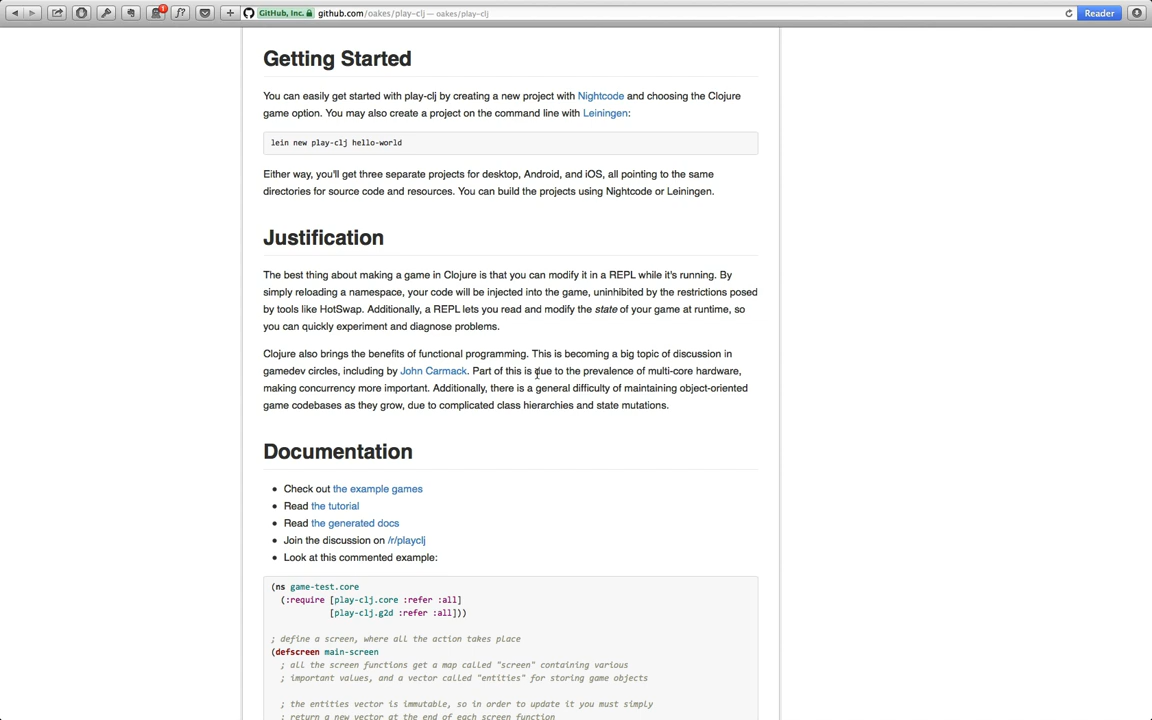 GitHub, Inc. github.com/oakes/play-clj — oakes/play-clj
Reader
Getting Started
You can easily get started with play-clj by creating a new project with Nightcode and choosing the Clojure
game option. You may also create a project on the command line with Leiningen:
lein new play-clj hello-world
Either way, you'll get three separate projects for desktop, Android, and iOS, all pointing to the same
directories for source code and resources. You can build the projects using Nightcode or Leiningen.
Justification
The best thing about making a game in Clojure is that you can modify it in a REPL while it's running. By
simply reloading a namespace, your code will be injected into the game, uninhibited by the restrictions posed
by tools like HotSwap. Additionally, a REPL lets you read and modify the state of your game at runtime, so
you can quickly experiment and diagnose problems.
Clojure also brings the benefits of functional programming. This is becoming a big topic of discussion in
gamedev circles, including by John Carmack. Part of this is due to the prevalence of multi-core hardware,
making concurrency more important. Additionally, there is a general difficulty of maintaining object-oriented
game codebases as they grow, due to complicated class hierarchies and state mutations.
Documentation
• Check out the example games
• Read the tutorial
• Read the generated docs
• Join the discussion on /r/playclj
• Look at this commented example:
(ns game-test.core
(:require [play-clj.core :refer :all]
[play-clj.g2d :refer :all]))
; define a screen, where all the action takes place
(defscreen main-screen
; all the screen functions get a map called "screen" containing various
; important values, and a vector called "entities" for storing game objects
; the entities vector is immutable, so in order to update it you must simply
; return a new vector at the end of each screen function